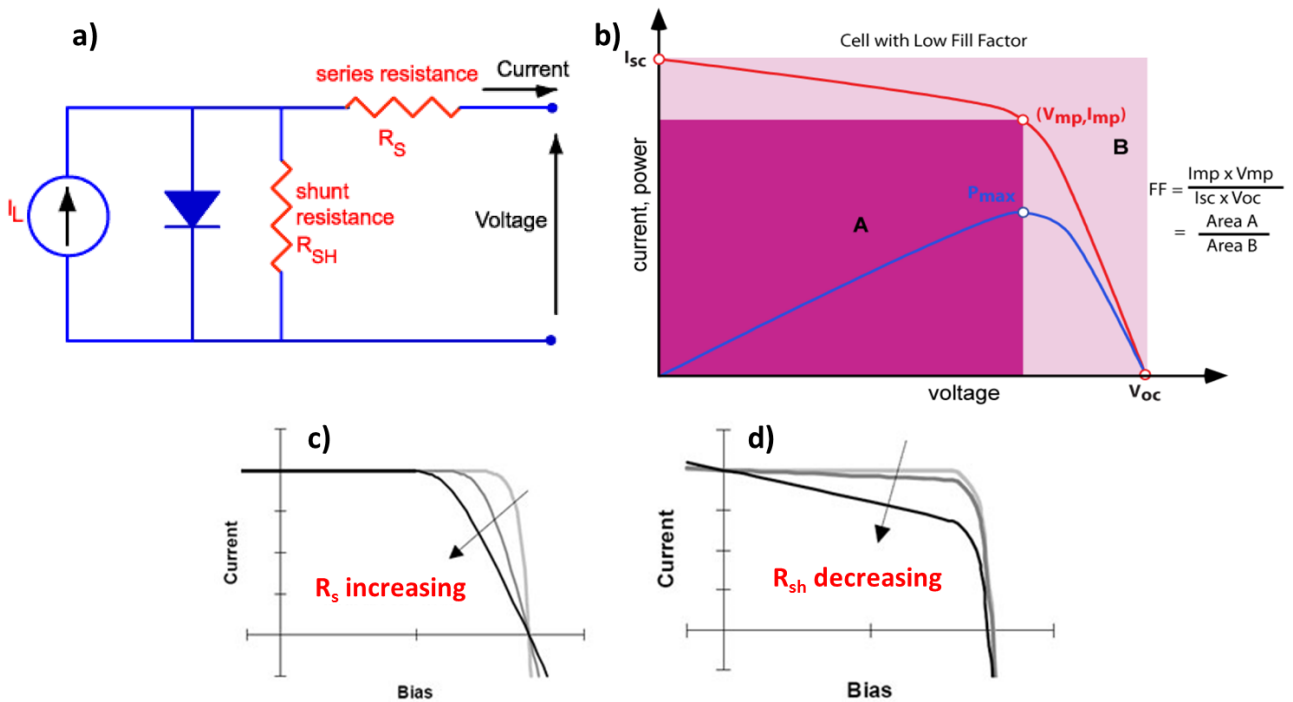 a)
series resistance
Current
R_S
I_L
shunt
resistance
R_SH
Voltage
b)
Cell with Low Fill Factor
I_sc
(V_mp,I_mp)
B
P_max
A
current, power
voltage
V_oc
FF = Imp x Vmp
Isc x Voc
= Area A
Area B
c)
Current
R_s increasing
Bias
d)
Current
R_sh decreasing
Bias